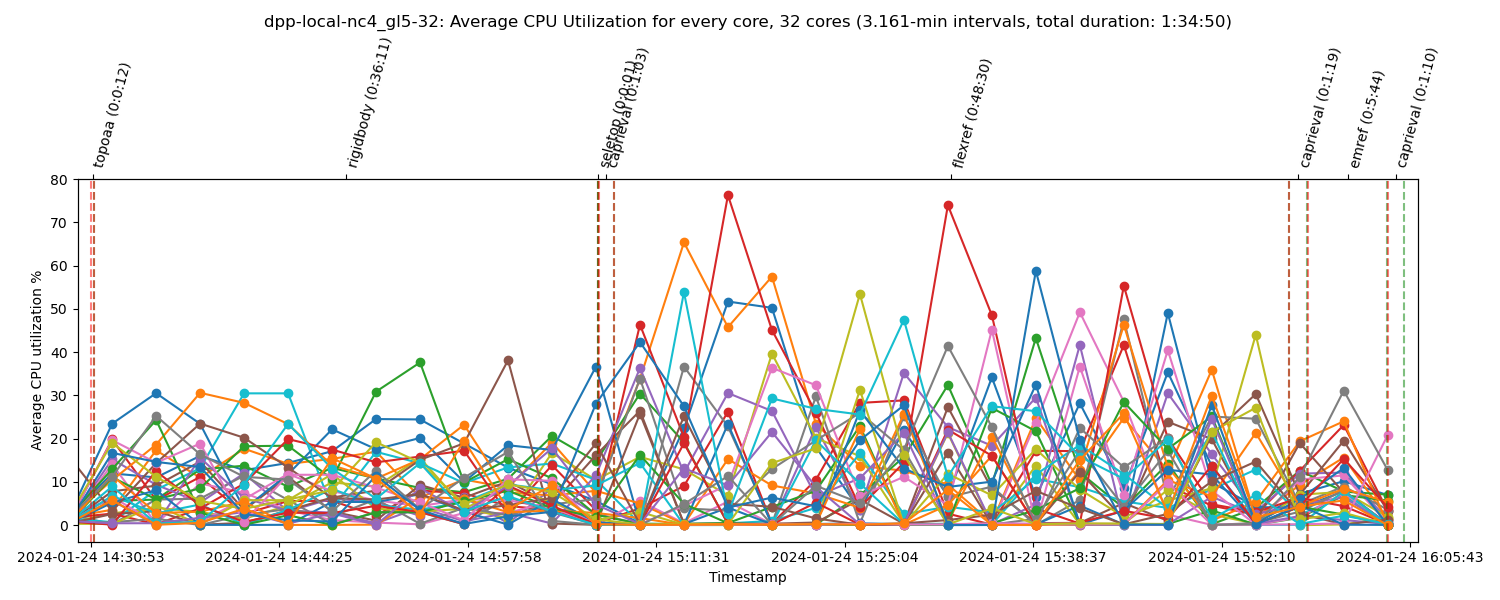 dpp-local-nc4_gl5-32: Average CPU Utilization for every core, 32 cores (3.161-min intervals, total duration: 1:34:50)
topoaa (0:0:12)
rigidbody (0:36:11)
seletop (0:0:01)
caprieval (0:1:03)
flexref (0:48:30)
caprieval (0:1:19)
emref (0:5:44)
caprieval (0:1:10)
80
70
60
50
40
30
20
10
0
Average CPU utilization %
2024-01-24 14:30:53
2024-01-24 14:44:25
2024-01-24 14:57:58
2024-01-24 15:11:31
2024-01-24 15:25:04
2024-01-24 15:38:37
2024-01-24 15:52:10
2024-01-24 16:05:43
Timestamp